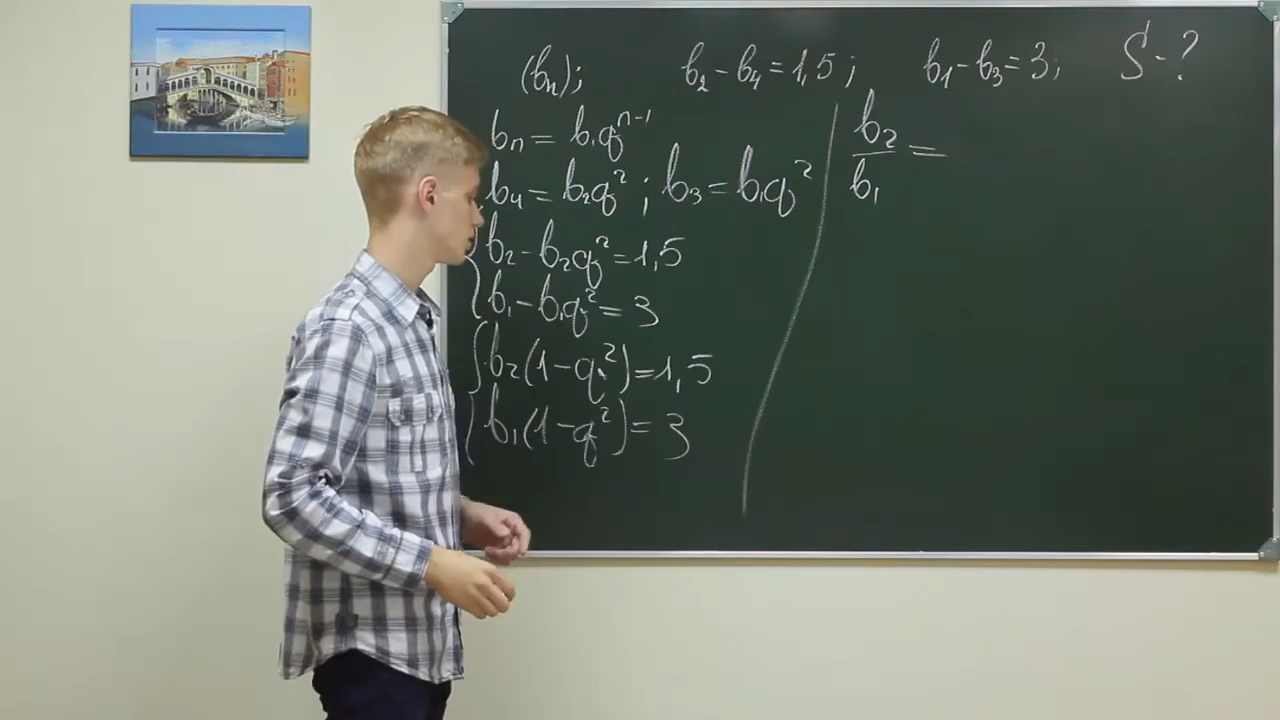 (bₙ); b₂ - b₄ = 1,5; b₁ - b₃ = 3; S - ?
bₙ = b₁qⁿ⁻¹
b₄ = b₂q²; b₃ = b₁q²
b₂ - b₂q² = 1,5
b₁ - b₁q² = 3
b₂(1 - q²) = 1,5
b₁(1 - q²) = 3
b₂/b₁ =